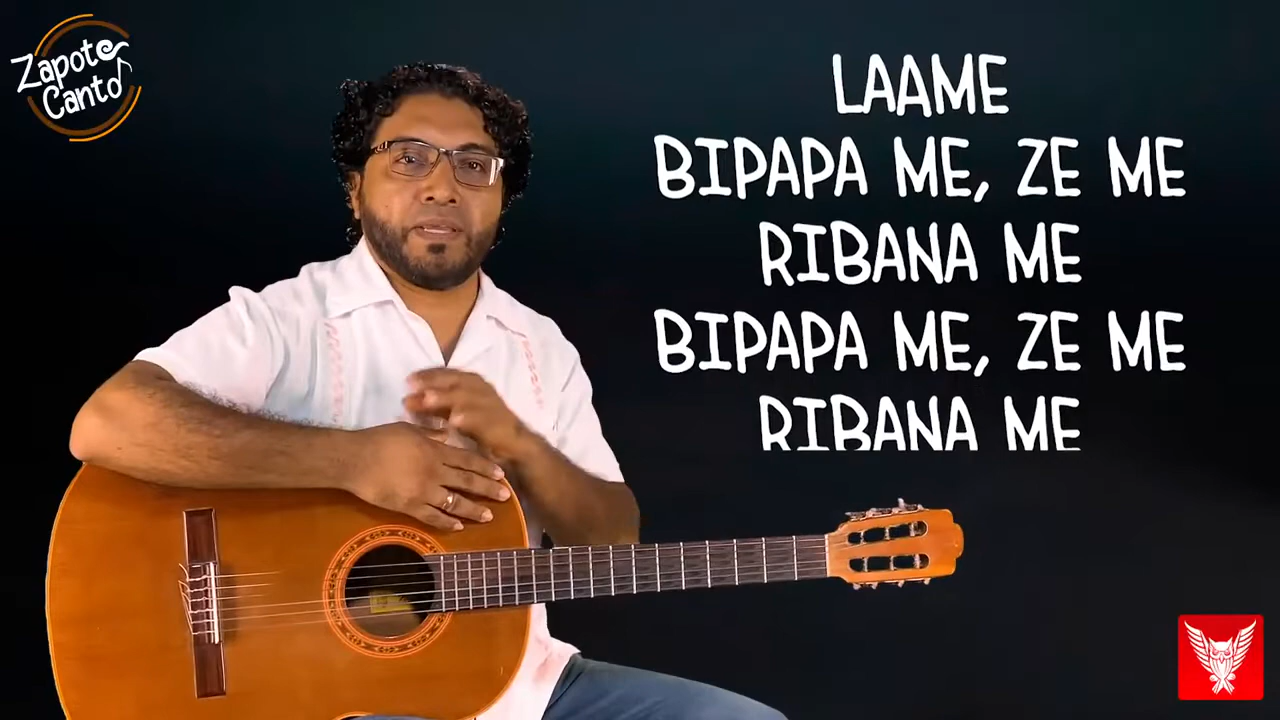 Zapote
Canto
LAAME
BIPAPA ME, ZE ME
RIBANA ME
BIPAPA ME, ZE ME
RIBANA ME